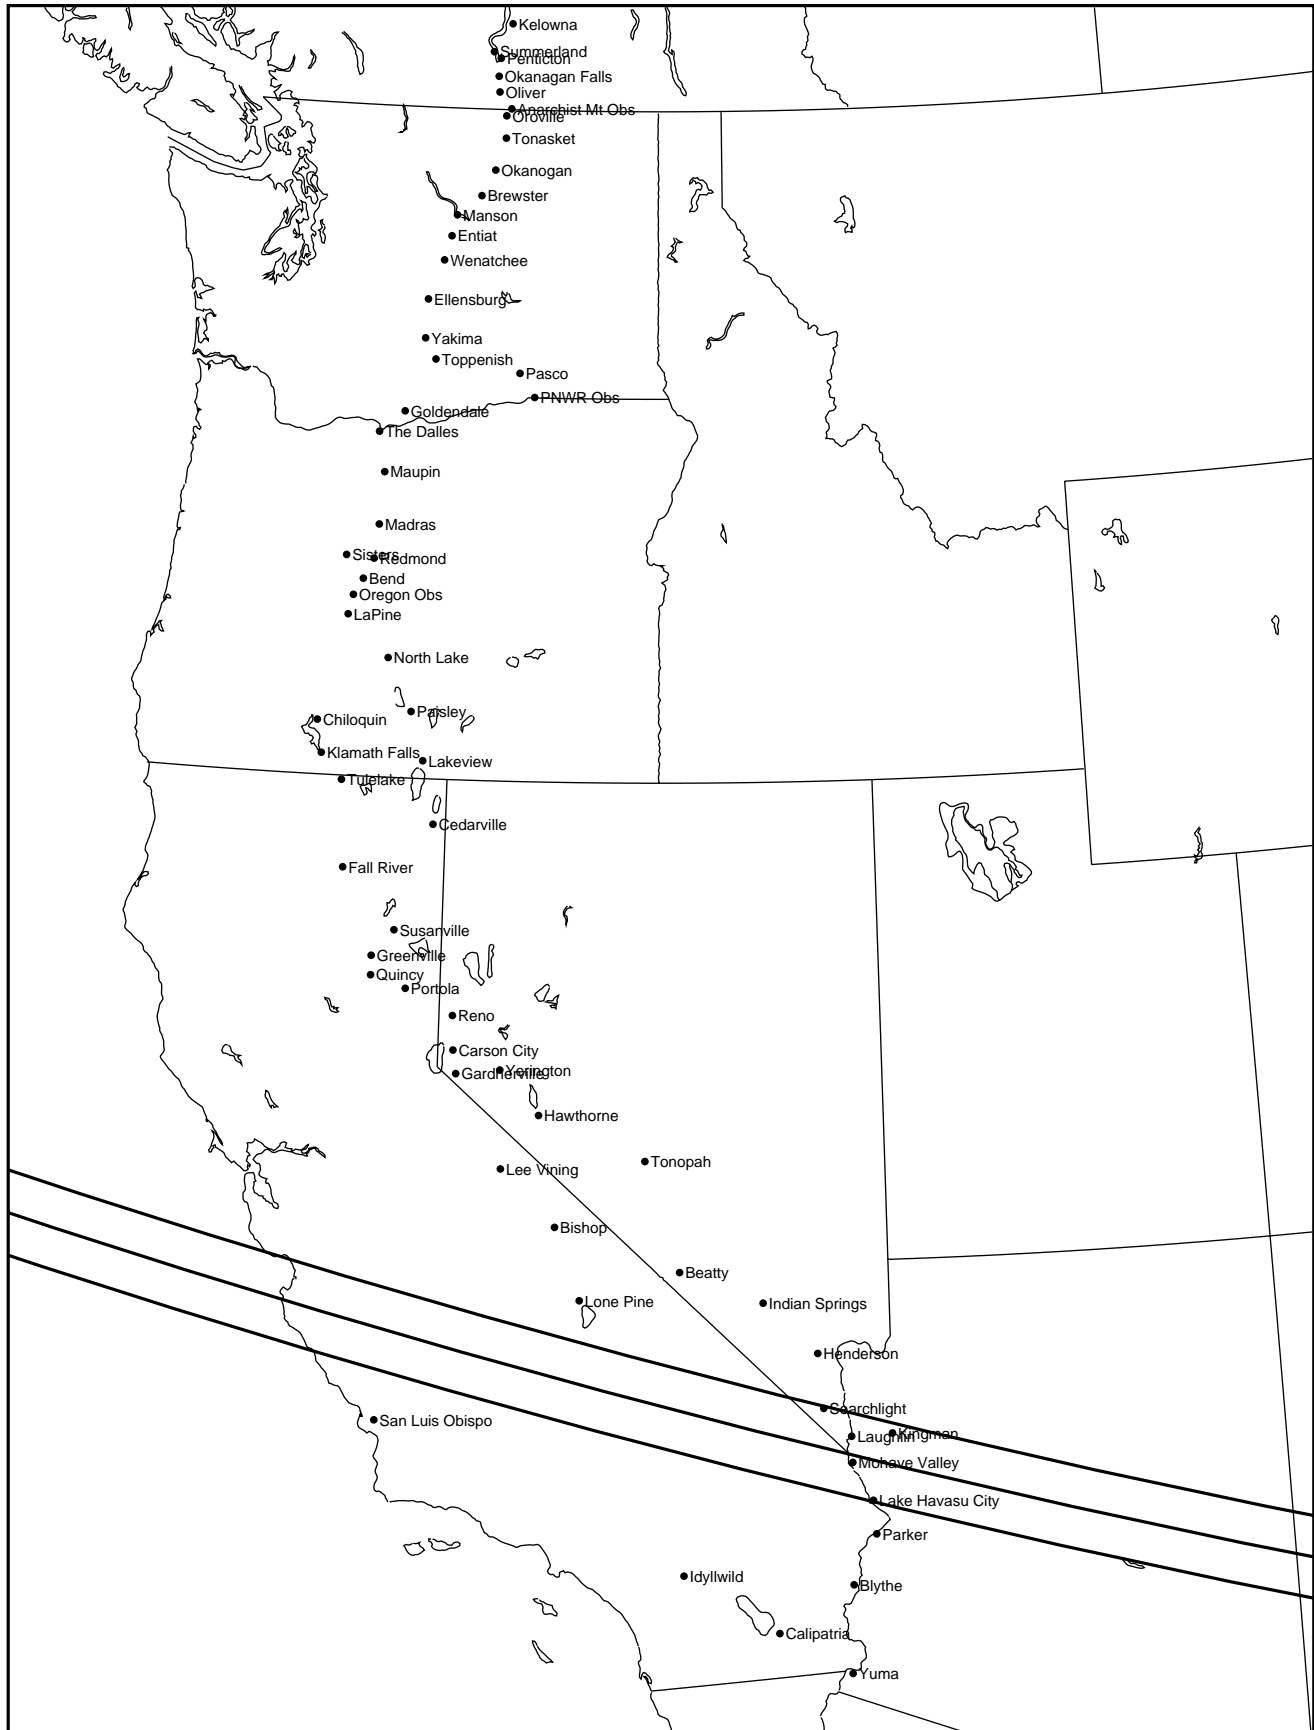 Kelowna
Summerland
Penticton
Okanagan Falls
Oliver
Anarchist Mt Obs
Oroville
Tonasket
Okanogan
Brewster
Manson
Entiat
Wenatchee
Ellensburg
Yakima
Toppenish
Pasco
PNWR Obs
Goldendale
The Dalles
Maupin
Madras
Sisters
Redmond
Bend
Oregon Obs
LaPine
North Lake
Paisley
Chiloquin
Klamath Falls
Lakeview
Tulelake
Cedarville
Fall River
Susanville
Greenville
Quincy
Portola
Reno
Carson City
Yerington
Gardnerville
Hawthorne
Tonopah
Lee Vining
Bishop
Beatty
Lone Pine
Indian Springs
Henderson
Searchlight
San Luis Obispo
Kingman
Laughlin
Mohave Valley
Lake Havasu City
Parker
Idyllwild
Blythe
Calipatria
Yuma